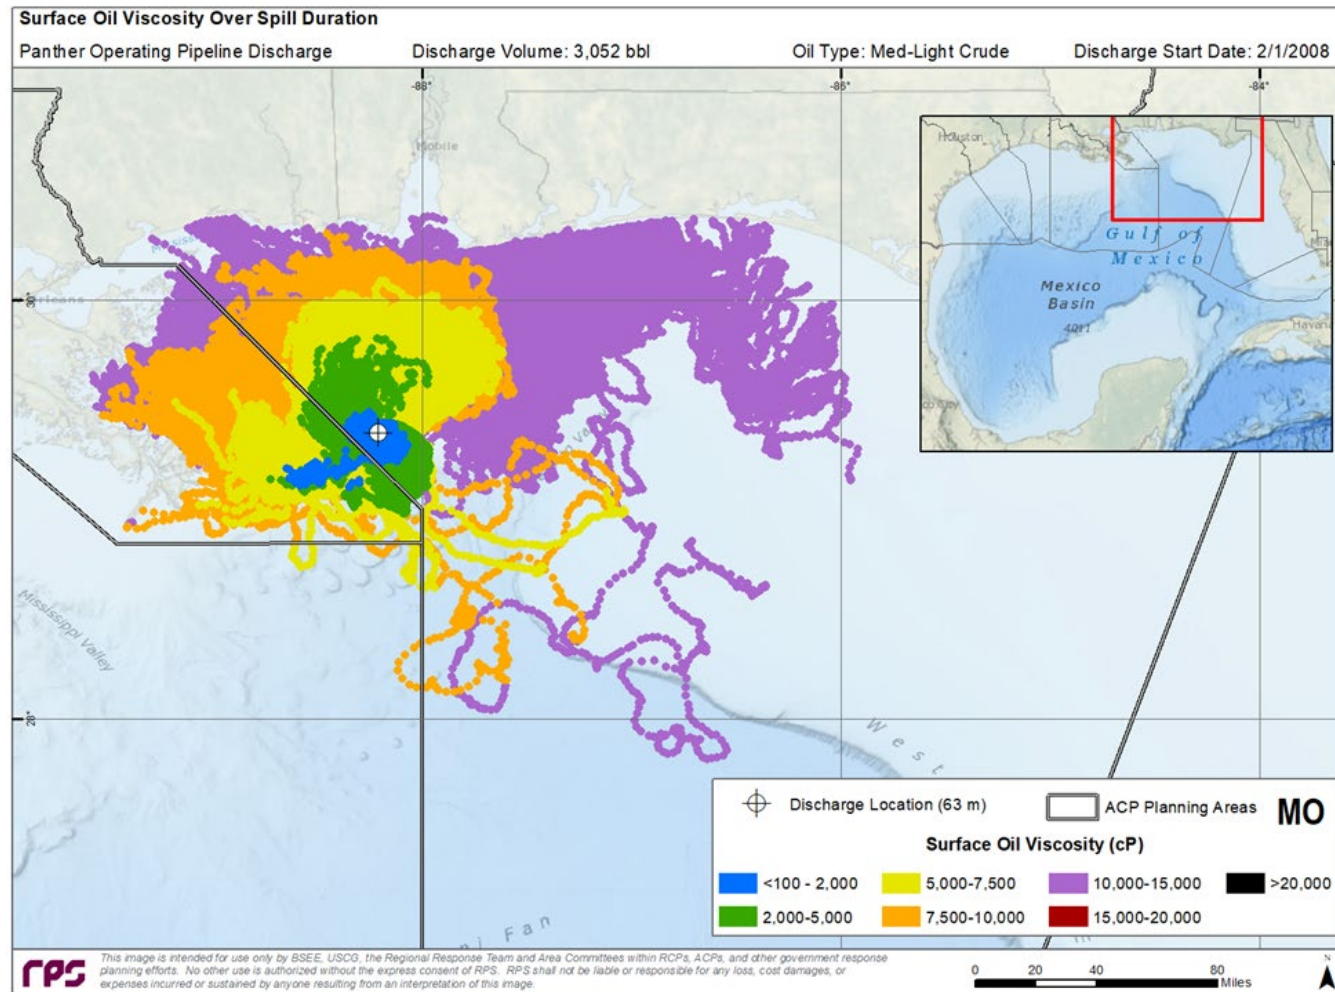 Surface Oil Viscosity Over Spill Duration
Panther Operating Pipeline Discharge Discharge Volume: 3,052 bbl Oil Type: Med-Light Crude Discharge Start Date: 2/1/2008
-88° -86° -84°
Mobile
Houston
Gulf of
Mexico
Mexico
Basin
4011
Havana
30°
28°
Mississippi Valley
West
Fan
Discharge Location (63 m) ACP Planning Areas MO
Surface Oil Viscosity (cP)
<100 - 2,000 5,000-7,500 10,000-15,000 >20,000
2,000-5,000 7,500-10,000 15,000-20,000
RPS
This image is intended for use only by BSEE, USCG, the Regional Response Team and Area Committees within RCPs, ACPs, and other government response
planning efforts. No other use is authorized without the express consent of RPS. RPS shall not be liable or responsible for any loss, cost damages, or
expenses incurred or sustained by anyone resulting from an interpretation of this image.
0 20 40 80
Miles
N